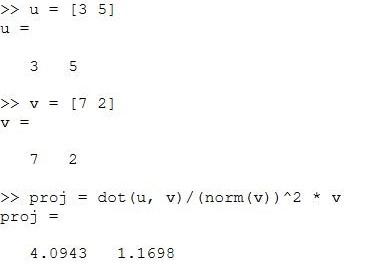 >> u = [3 5]
u =
3 5
>> v = [7 2]
v =
7 2
>> proj = dot(u, v)/(norm(v))^2 * v
proj =
4.0943 1.1698